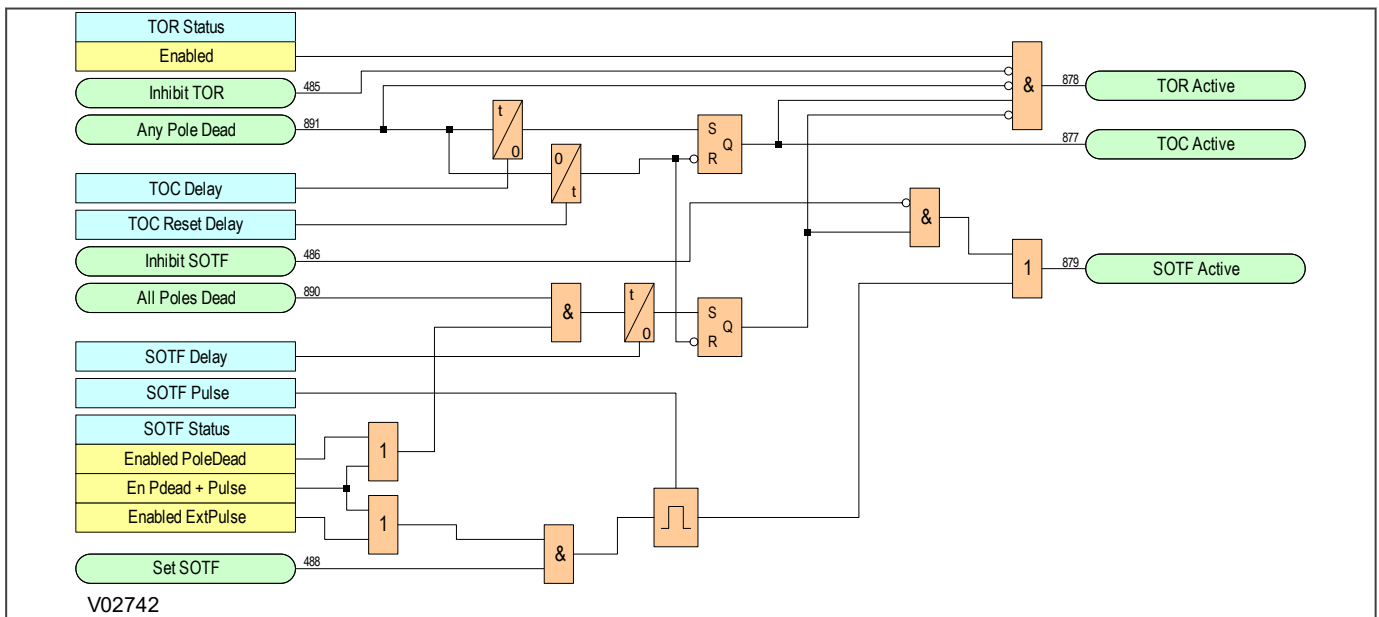 TOR Status
Enabled
Inhibit TOR
485
Any Pole Dead
891
TOC Delay
TOC Reset Delay
Inhibit SOTF
486
All Poles Dead
890
SOTF Delay
SOTF Pulse
SOTF Status
Enabled PoleDead
En Pdead + Pulse
Enabled ExtPulse
Set SOTF
488
t
0
0
t
S
Q
R
&
t
0
S
Q
R
1
1
&
&
1
&
878
TOR Active
877
TOC Active
879
SOTF Active
V02742